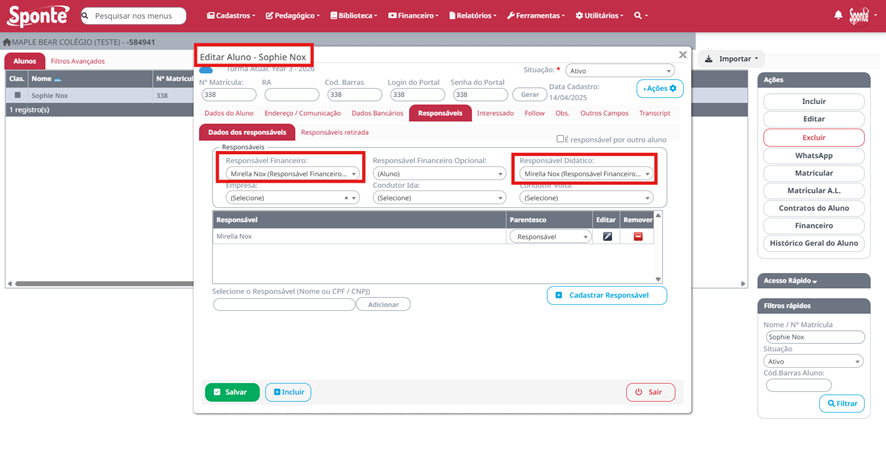 Sponte
Pesquisar nos menus
Cadastros
Pedagógico
Biblioteca
Financeiro
Relatórios
Ferramentas
Utilitários
Sponte
MAPLE BEAR COLÉGIO (TESTE) - -584941
Alunos
Filtros Avançados
Clas. Nome Nº Matrícul
Sophie Nox 338
1 registro(s)
Editar Aluno - Sophie Nox
Turma Atual: Year 3 - 2026
Situação: * Ativo
Nº Matrícula: RA Cod. Barras Login do Portal Senha do Portal
338 338 338 338 Gerar
Data Cadastro:
14/04/2025
Ações
Dados do Aluno Endereço / Comunicação Dados Bancários Responsáveis Interessado Follow Obs. Outros Campos Transcript
Dados dos responsáveis Responsáveis retirada
É responsável por outro aluno
Responsáveis
Responsável Financeiro: Responsável Financeiro Opcional: Responsável Didático:
Mirella Nox (Responsável Financeiro... (Aluno) Mirella Nox (Responsável Financeiro...
Empresa: Condutor Ida: Condutor Volta:
(Selecione) × (Selecione) (Selecione)
Responsável Parentesco Editar Remover
Mirella Nox Responsável
Selecione o Responsável (Nome ou CPF / CNPJ)
Adicionar
Cadastrar Responsável
Salvar
Incluir
Sair
Importar
Ações
Incluir
Editar
Excluir
WhatsApp
Matricular
Matricular A.L.
Contratos do Aluno
Financeiro
Histórico Geral do Aluno
Acesso Rápido
Filtros rápidos
Nome / Nº Matrícula
Sophie Nox
Situação
Ativo
Cód.Barras Aluno:
Filtrar